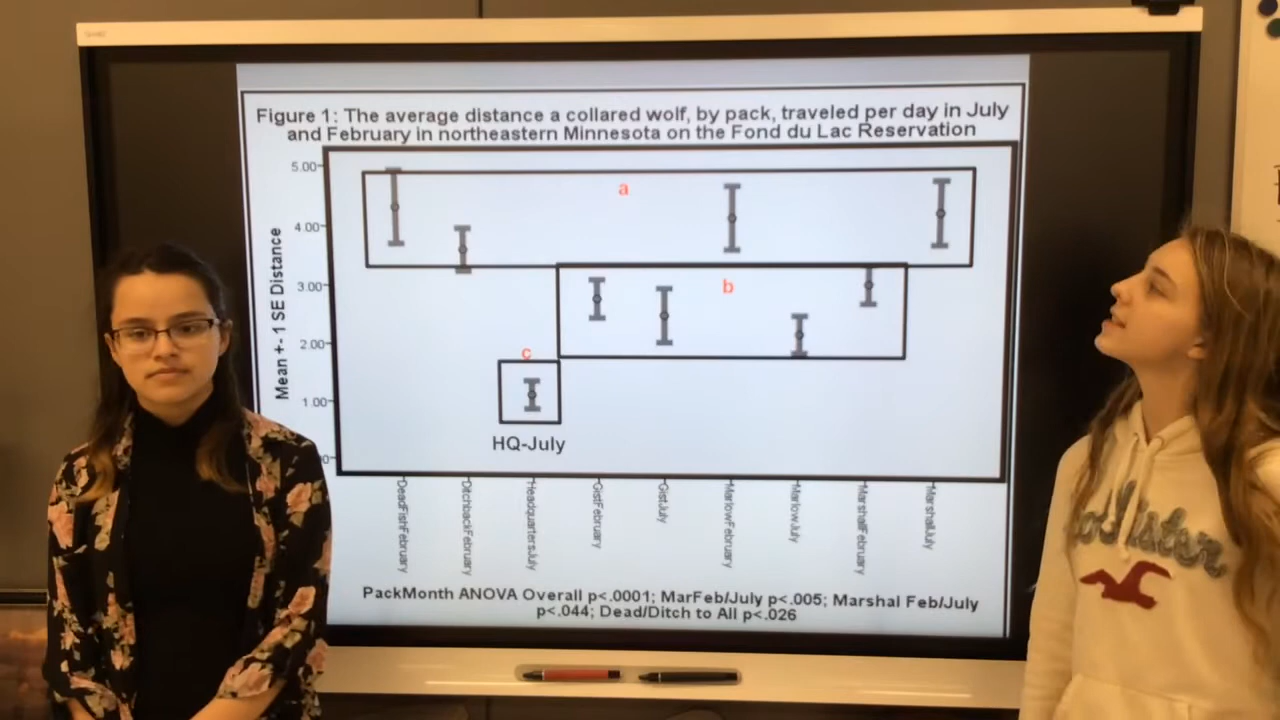 Figure 1: The average distance a collared wolf, by pack, traveled per day in July
and February in northeastern Minnesota on the Fond du Lac Reservation
Mean +- 1 SE Distance
5.00
4.00
3.00
2.00
1.00
a
b
c
HQ-July
DeadFishFebruary
DitchbackFebruary
HeadquartersJuly
GistFebruary
GistJuly
MarlowFebruary
MarlowJuly
MarshallFebruary
MarshallJuly
PackMonth ANOVA Overall p<.0001; MarFeb/July p<.005; Marshal Feb/July
p<.044; Dead/Ditch to All p<.026
Hollister